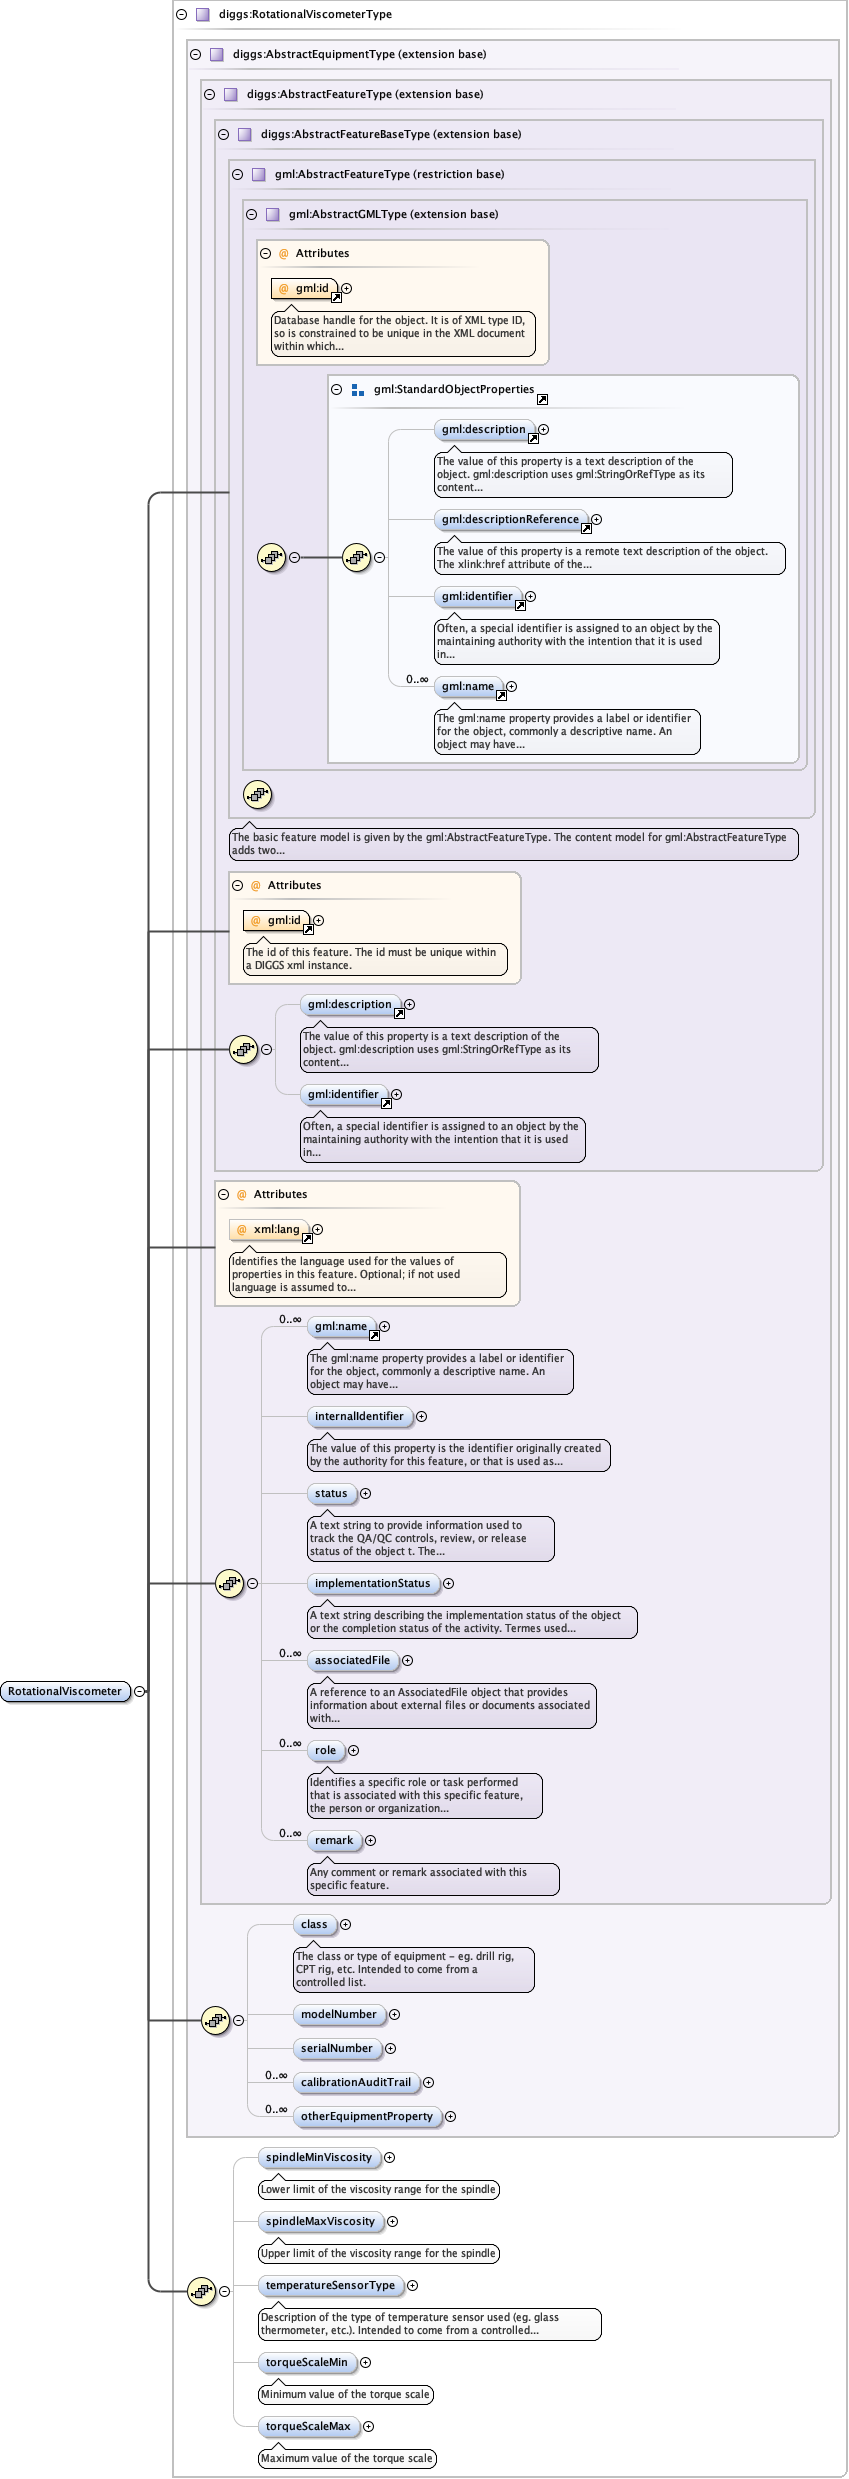 diggs:RotationalViscometerType
diggs:AbstractEquipmentType (extension base)
diggs:AbstractFeatureType (extension base)
diggs:AbstractFeatureBaseType (extension base)
gml:AbstractFeatureType (restriction base)
gml:AbstractGMLType (extension base)
@ Attributes
@ gml:id
Database handle for the object. It is of XML type ID,
so is constrained to be unique in the XML document
within which...
gml:StandardObjectProperties
gml:description
The value of this property is a text description of the
object. gml:description uses gml:StringOrRefType as its
content...
gml:descriptionReference
The value of this property is a remote text description of the object.
The xlink:href attribute of the...
gml:identifier
Often, a special identifier is assigned to an object by the
maintaining authority with the intention that it is used
in...
0..∞
gml:name
The gml:name property provides a label or identifier
for the object, commonly a descriptive name. An
object may have...
The basic feature model is given by the gml:AbstractFeatureType. The content model for gml:AbstractFeatureType
adds two...
@ Attributes
@ gml:id
The id of this feature. The id must be unique within
a DIGGS xml instance.
gml:description
The value of this property is a text description of the
object. gml:description uses gml:StringOrRefType as its
content...
gml:identifier
Often, a special identifier is assigned to an object by the
maintaining authority with the intention that it is used
in...
@ Attributes
@ xml:lang
Identifies the language used for the values of
properties in this feature. Optional; if not used
language is assumed to...
0..∞
gml:name
The gml:name property provides a label or identifier
for the object, commonly a descriptive name. An
object may have...
internalIdentifier
The value of this property is the identifier originally created
by the authority for this feature, or that is used as...
status
A text string to provide information used to
track the QA/QC controls, review, or release
status of the object t. The...
implementationStatus
A text string describing the implementation status of the object
or the completion status of the activity. Termes used...
0..∞
associatedFile
A reference to an AssociatedFile object that provides
information about external files or documents associated
with...
RotationalViscometer
0..∞
role
Identifies a specific role or task performed
that is associated with this specific feature,
the person or organization...
0..∞
remark
Any comment or remark associated with this
specific feature.
class
The class or type of equipment - eg. drill rig,
CPT rig, etc. Intended to come from a
controlled list.
modelNumber
serialNumber
0..∞
calibrationAuditTrail
0..∞
otherEquipmentProperty
spindleMinViscosity
Lower limit of the viscosity range for the spindle
spindleMaxViscosity
Upper limit of the viscosity range for the spindle
temperatureSensorType
Description of the type of temperature sensor used (eg. glass
thermometer, etc.). Intended to come from a controlled...
torqueScaleMin
Minimum value of the torque scale
torqueScaleMax
Maximum value of the torque scale